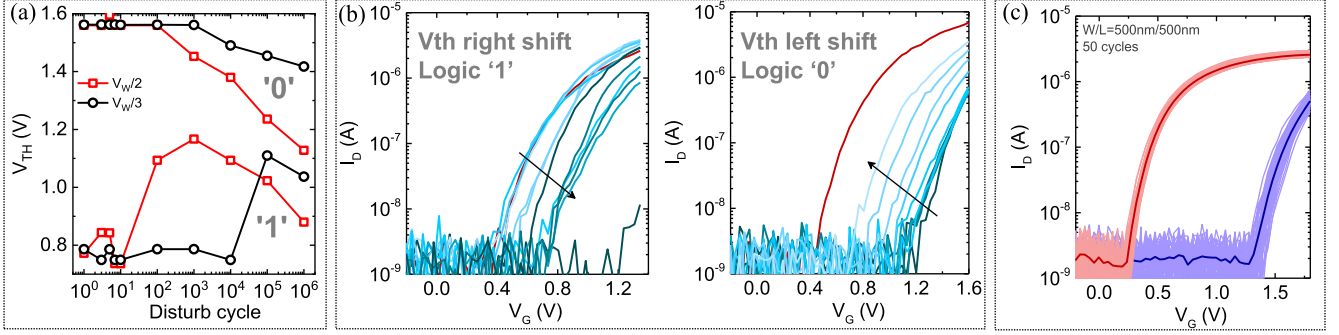 (a)
1.6
1.4
1.2
1.0
0.8
V_TH (V)
V_W/2
V_W/3
'0'
'1'
10^0 10^1 10^2 10^3 10^4 10^5 10^6
Disturb cycle
(b)
10^-5
10^-6
10^-7
10^-8
10^-9
I_D (A)
Vth right shift
Logic '1'
0.0 0.4 0.8 1.2
V_G (V)
10^-5
10^-6
10^-7
10^-8
10^-9
I_D (A)
Vth left shift
Logic ‘0’
0.0 0.4 0.8 1.2 1.6
V_G (V)
(c)
10^-5
10^-6
10^-7
10^-8
10^-9
I_D (A)
W/L=500nm/500nm
50 cycles
0.0 0.5 1.0 1.5
V_G (V)